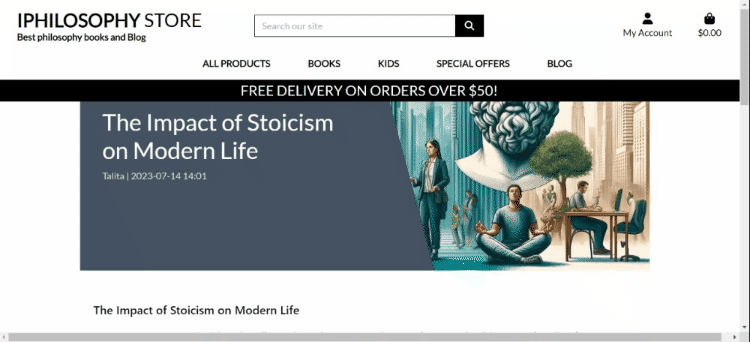 IPHILOSOPHY STORE
Best philosophy books and Blog
Search our site
My Account
$0.00
ALL PRODUCTS BOOKS KIDS SPECIAL OFFERS BLOG
FREE DELIVERY ON ORDERS OVER $50!
The Impact of Stoicism
on Modern Life
Talita | 2023-07-14 14:01
The Impact of Stoicism on Modern Life